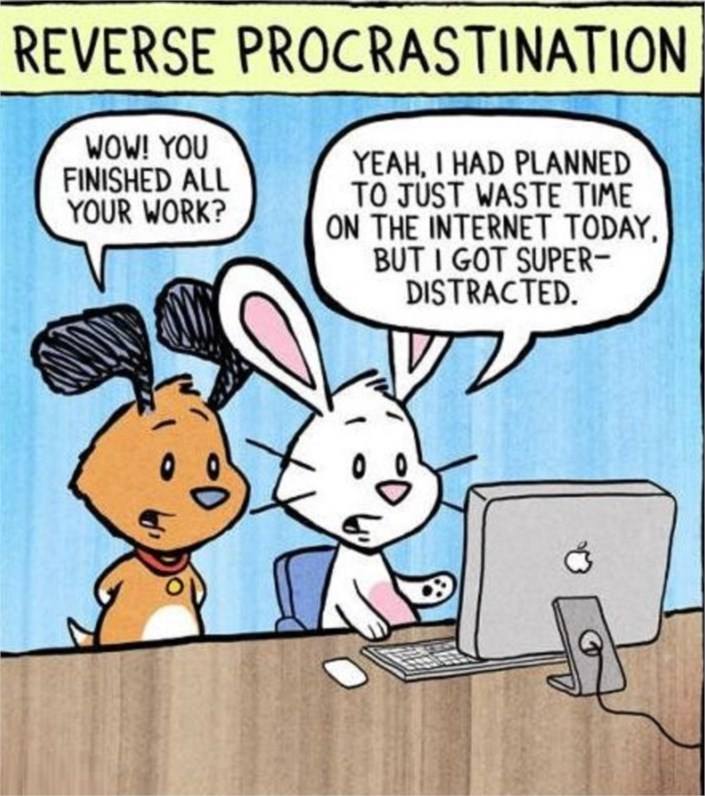 REVERSE PROCRASTINATION
WOW! YOU
FINISHED ALL
YOUR WORK?
YEAH, I HAD PLANNED
TO JUST WASTE TIME
ON THE INTERNET TODAY,
BUT I GOT SUPER-
DISTRACTED.